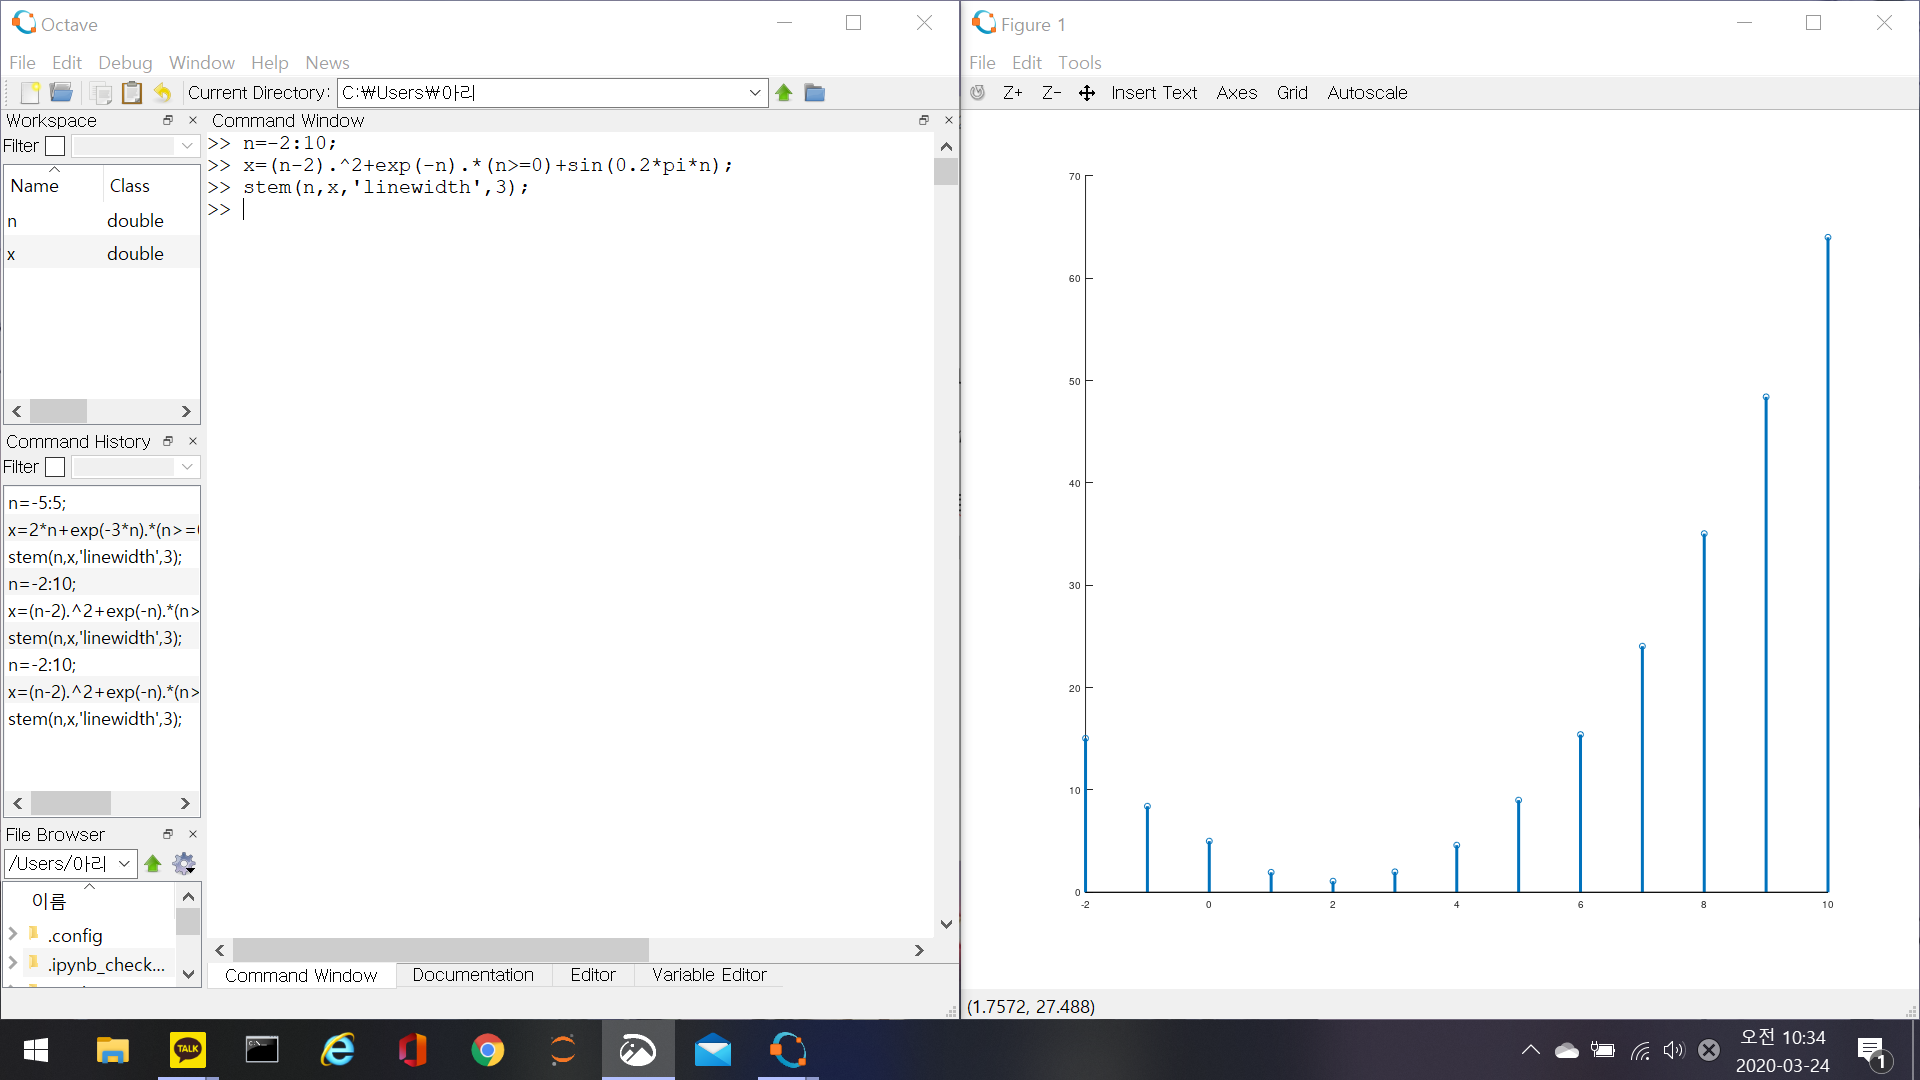 Octave
File Edit Debug Window Help News
Current Directory: C:₩Users₩아리
Workspace
Filter
Name Class
n double
x double
Command History
Filter
n=-5:5;
x=2*n+exp(-3*n).*(n>=
stem(n,x,'linewidth',3);
n=-2:10;
x=(n-2).^2+exp(-n).*(n>
stem(n,x,'linewidth',3);
n=-2:10;
x=(n-2).^2+exp(-n).*(n>
stem(n,x,'linewidth',3);
File Browser
/Users/아리
이름
.config
.ipynb_check...
Command Window
>> n=-2:10;
>> x=(n-2).^2+exp(-n).*(n>=0)+sin(0.2*pi*n);
>> stem(n,x,'linewidth',3);
>>
Command Window Documentation Editor Variable Editor
Figure 1
File Edit Tools
Z+ Z- Insert Text Axes Grid Autoscale
70
60
50
40
30
20
10
0
-2 0 2 4 6 8 10
(1.7572, 27.488)
TALK
C:\
오전 10:34
2020-03-24
1